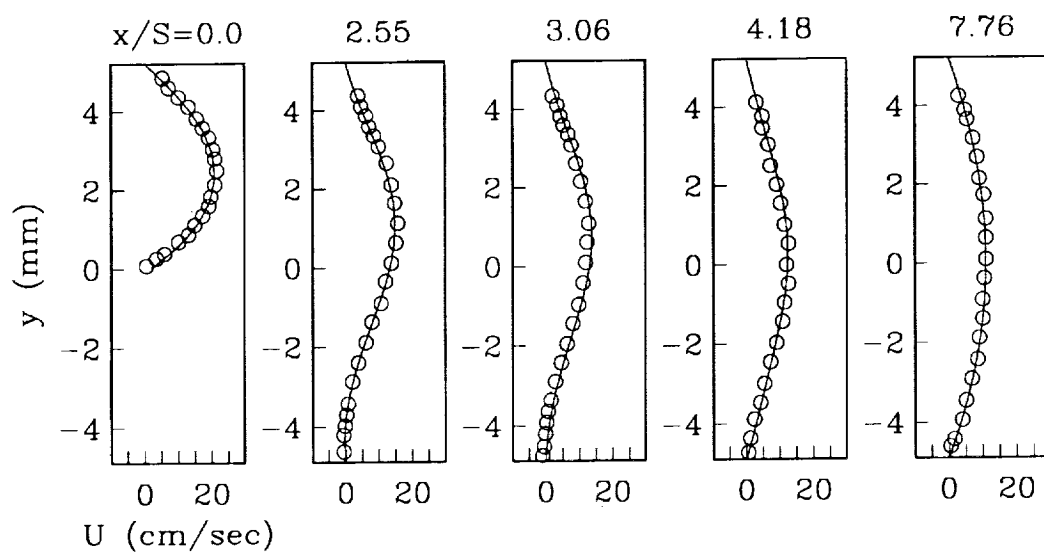 x/S=0.0 2.55 3.06 4.18 7.76
4 4 4 4 4
2 2 2 2 2
0 0 0 0 0
−2 −2 −2 −2 −2
−4 −4 −4 −4 −4
y (mm)
0 20 0 20 0 20 0 20 0 20
U (cm/sec)